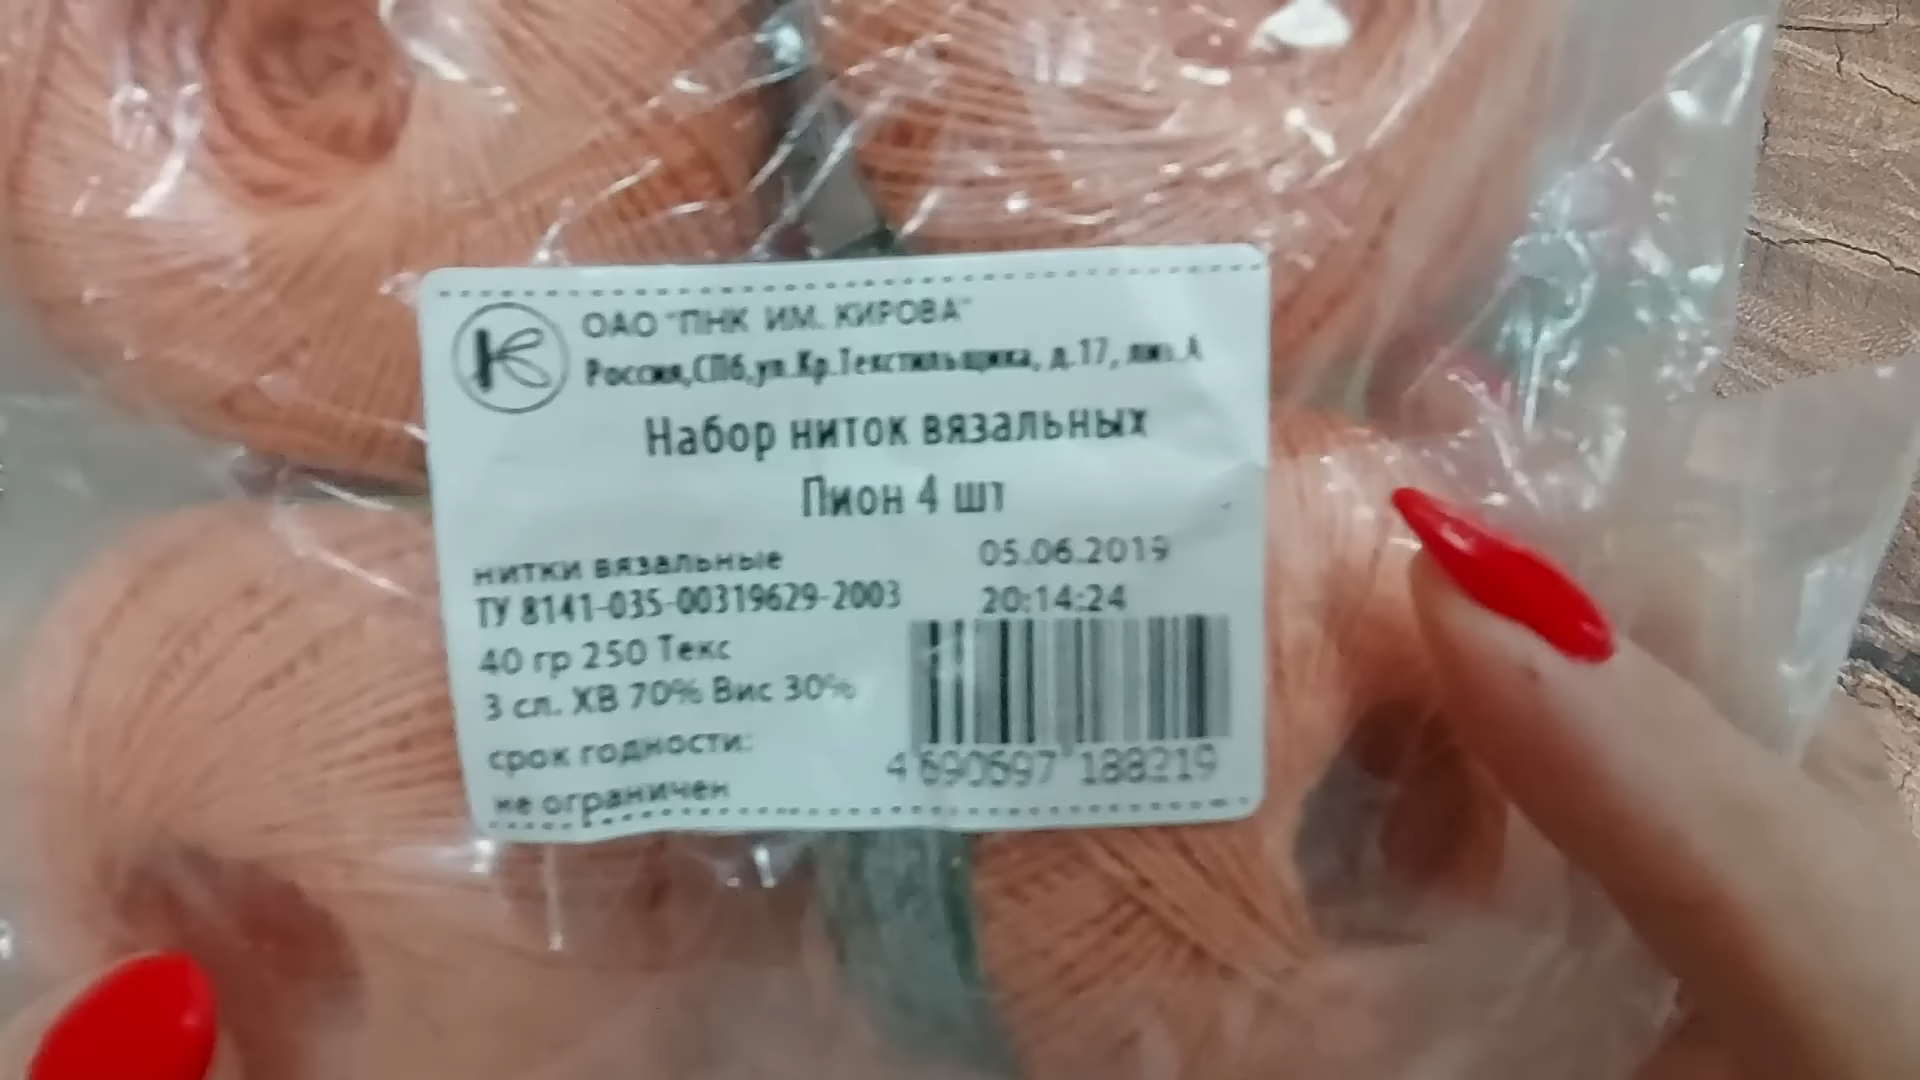 ОАО "ПНК ИМ. КИРОВА"
Россия,СПб,ул.Кр.Текстильщика, д.17, лит.А
Набор ниток вязальных
Пион 4 шт
нитки вязальные
ТУ 8141-035-00319629-2003
40 гр 250 Текс
3 сл. ХВ 70% Вис 30%
срок годности:
не ограничен
05.06.2019
20:14:24
4 690697 188219